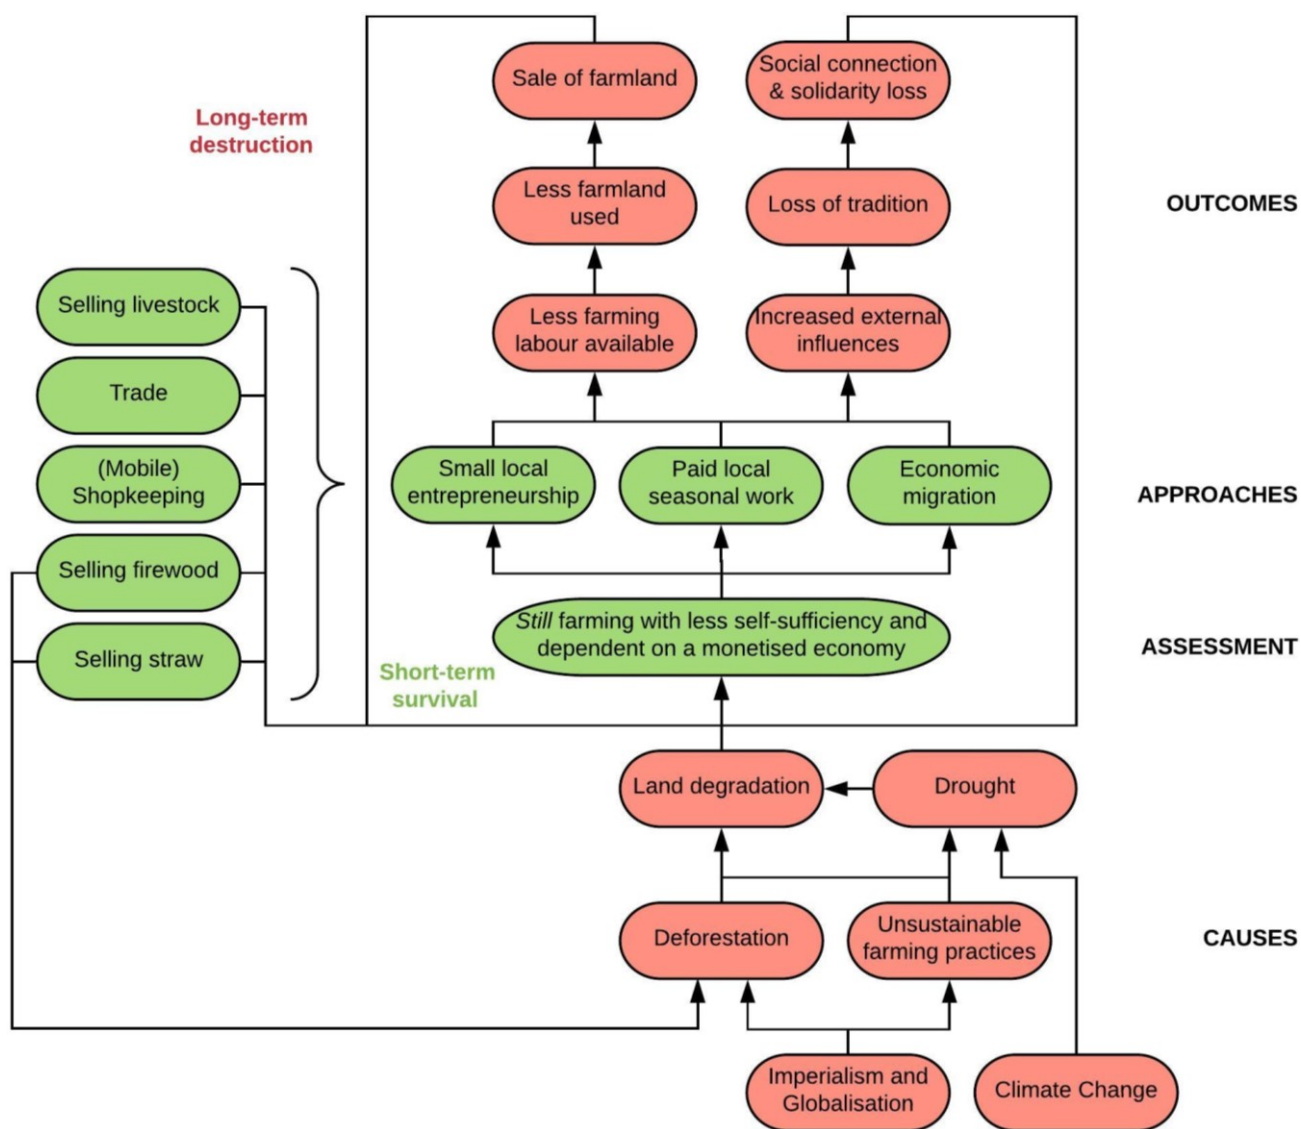 Sale of farmland
Social connection
& solidarity loss
Long-term
destruction
Less farmland
used
Loss of tradition
OUTCOMES
Selling livestock
Less farming
labour available
Increased external
influences
Trade
(Mobile)
Shopkeeping
Small local
entrepreneurship
Paid local
seasonal work
Economic
migration
APPROACHES
Selling firewood
Still farming with less self-sufficiency and
dependent on a monetised economy
ASSESSMENT
Selling straw
Short-term
survival
Land degradation
Drought
Deforestation
Unsustainable
farming practices
CAUSES
Imperialism and
Globalisation
Climate Change